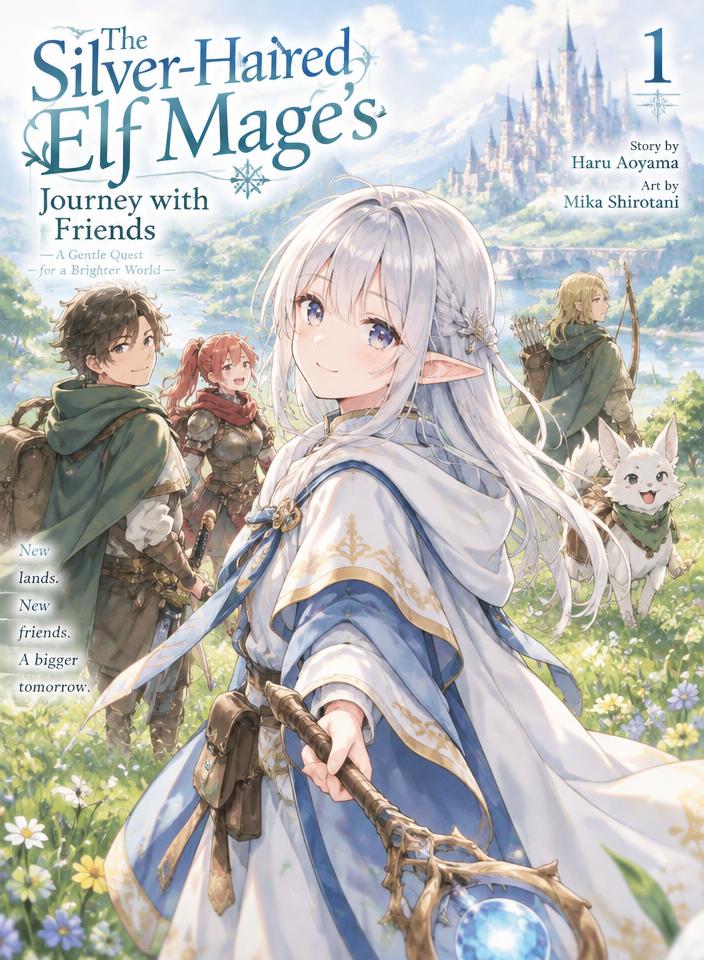 The
Silver-Haired
Elf Mage's
Journey with
Friends
— A Gentle Quest
— for a Brighter World —
1
Story by
Haru Aoyama
Art by
Mika Shirotani
New
lands.
New
friends.
A bigger
tomorrow.